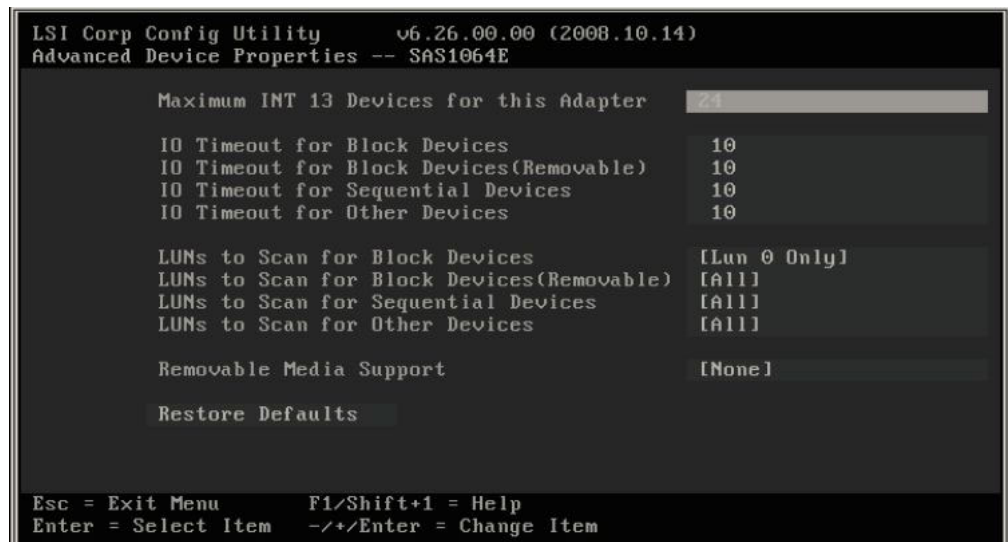 LSI Corp Config Utility v6.26.00.00 (2008.10.14)
Advanced Device Properties -- SAS1064E
Maximum INT 13 Devices for this Adapter 24
IO Timeout for Block Devices 10
IO Timeout for Block Devices(Removable) 10
IO Timeout for Sequential Devices 10
IO Timeout for Other Devices 10
LUNs to Scan for Block Devices [Lun 0 Only]
LUNs to Scan for Block Devices(Removable) [All]
LUNs to Scan for Sequential Devices [All]
LUNs to Scan for Other Devices [All]
Removable Media Support [None]
Restore Defaults
Esc = Exit Menu F1/Shift+1 = Help
Enter = Select Item -/+/Enter = Change Item